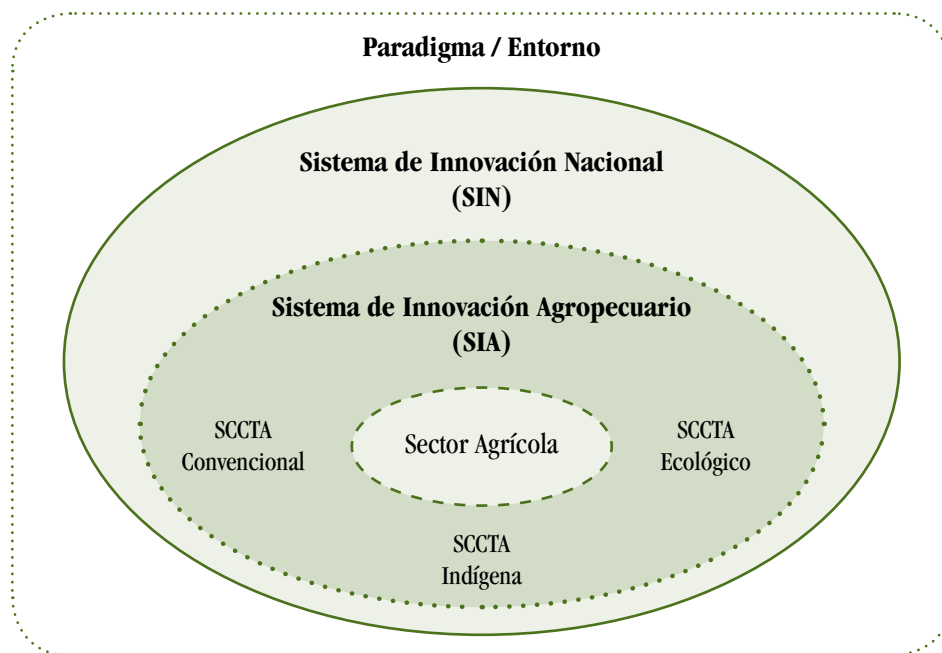 Paradigma / Entorno
Sistema de Innovación Nacional
(SIN)
Sistema de Innovación Agropecuario
(SIA)
SCCTA
Convencional
Sector Agrícola
SCCTA
Ecológico
SCCTA
Indígena